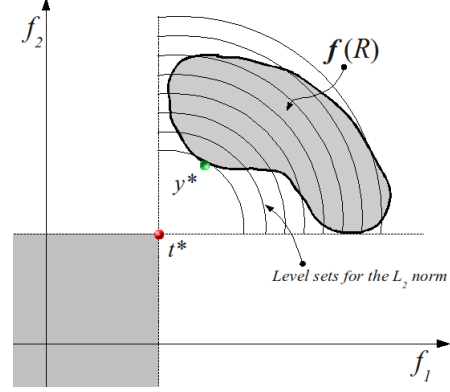 f₂
f(R)
y*
t*
Level sets for the L₂ norm
f₁